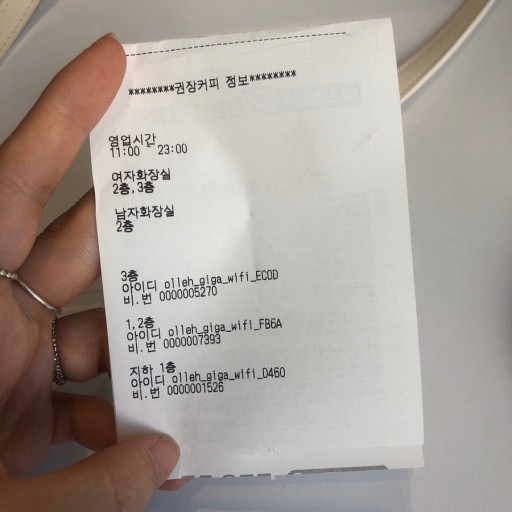 ********권장커피 정보********
영업시간
11:00 ~ 23:00
여자화장실
2층,3층
남자화장실
2층
3층
아이디 olleh_giga_wifi_EC0D
비.번 0000005270
1,2층
아이디 olleh_giga_wifi_FB6A
비.번 0000007393
지하 1층
아이디 olleh_giga_wifi_D460
비.번 0000001526